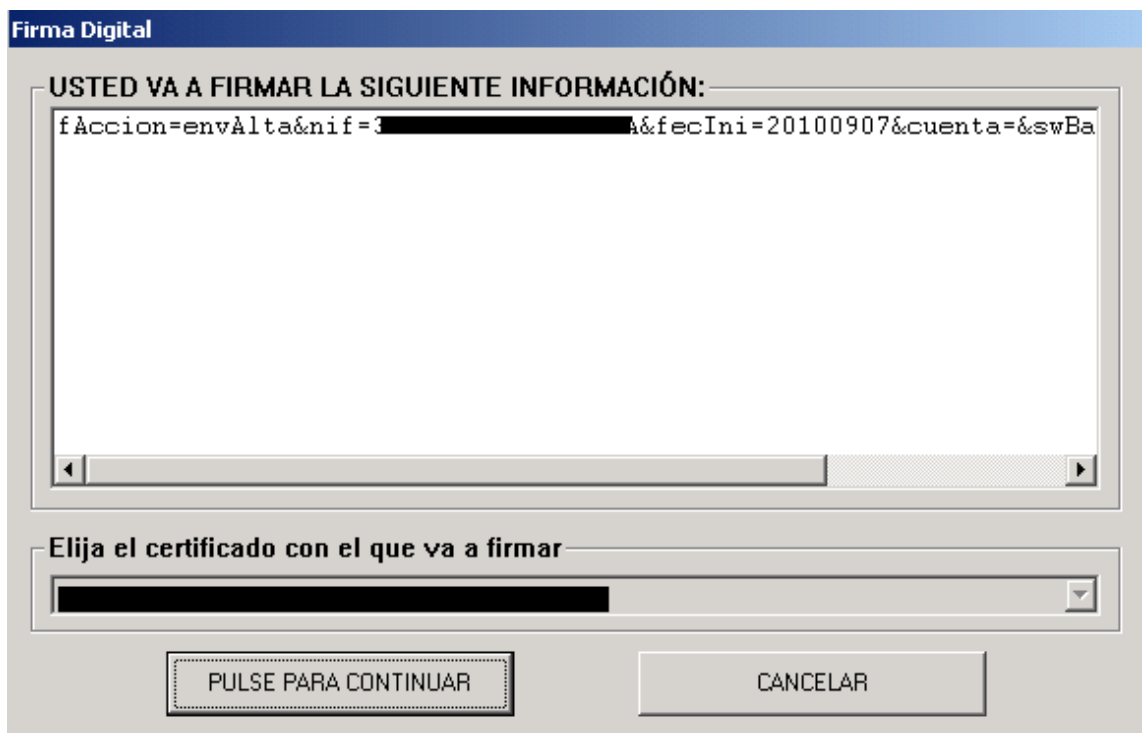 Firma Digital
USTED VA A FIRMAR LA SIGUIENTE INFORMACIÓN:
fAccion=envAlta&nif=3 A&fecIni=20100907&cuenta=&swBa
Elija el certificado con el que va a firmar
PULSE PARA CONTINUAR
CANCELAR